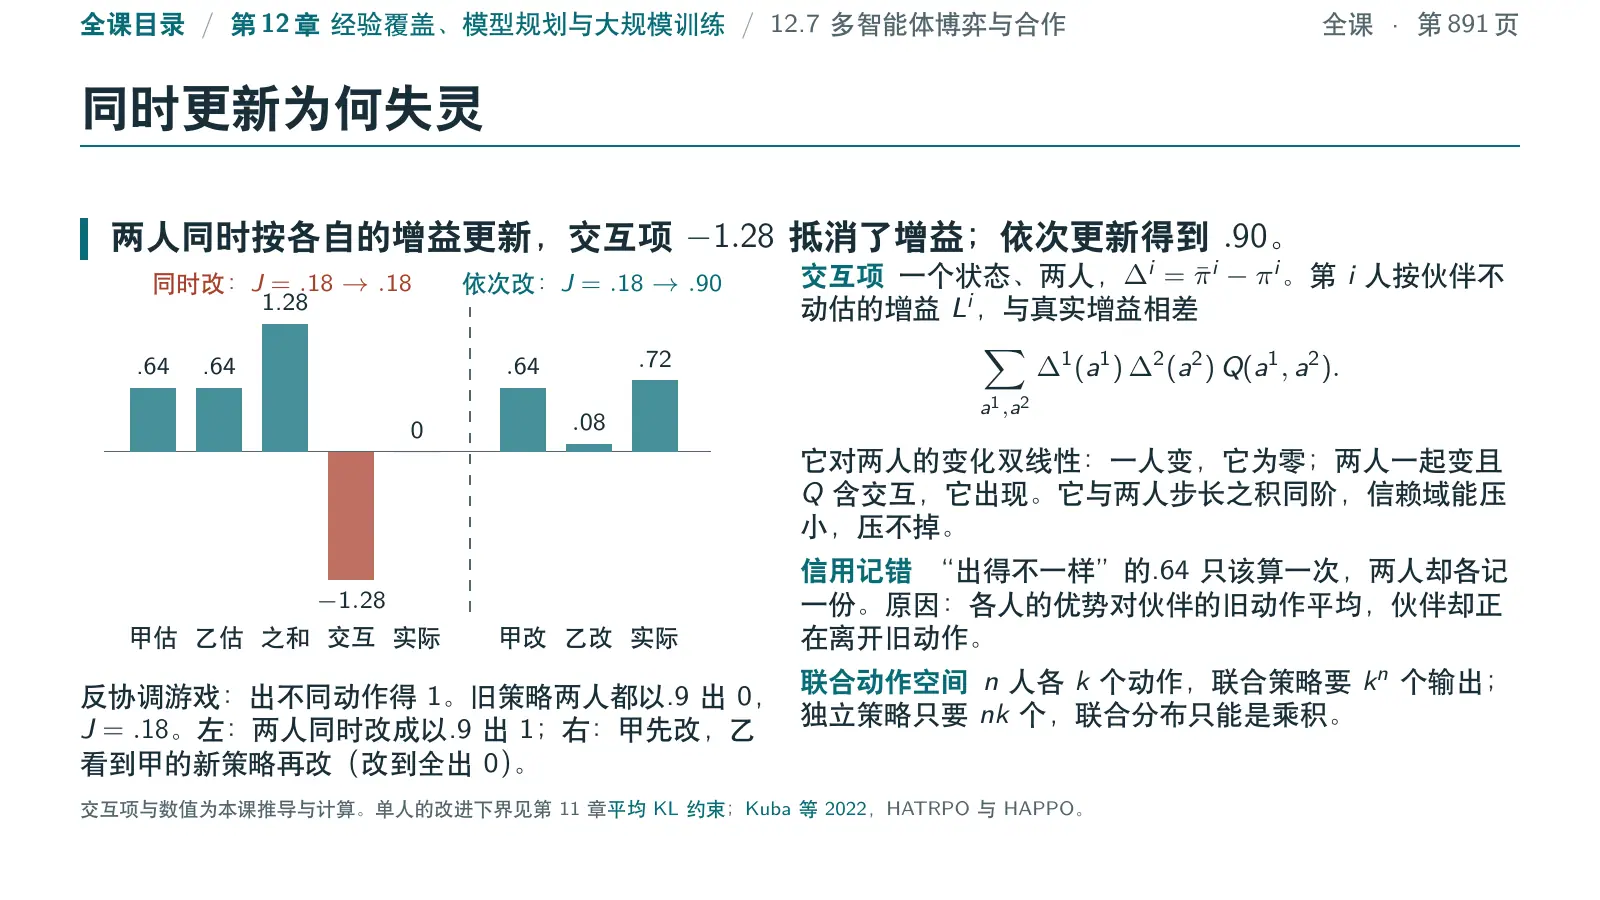 全课目录 / 第 12 章 经验覆盖、模型规划与大规模训练 / 12.7 多智能体博弈与合作
全课 · 第 891 页
同时更新为何失灵
两人同时按各自的增益更新，交互项 −1.28 抵消了增益；依次更新得到 .90。
同时改：J = .18 → .18
依次改：J = .18 → .90
.64 .64 1.28 −1.28 0 .64 .08 .72
甲估 乙估 之和 交互 实际 甲改 乙改 实际
反协调游戏：出不同动作得 1。旧策略两人都以.9 出 0，
J = .18。左：两人同时改成以.9 出 1；右：甲先改，乙
看到甲的新策略再改（改到全出 0）。
交互项 一个状态、两人，Δⁱ = π̄ⁱ − πⁱ。第 i 人按伙伴不
动估的增益 Lⁱ，与真实增益相差
∑_{a¹,a²} Δ¹(a¹) Δ²(a²) Q(a¹, a²).
它对两人的变化双线性：一人变，它为零；两人一起变且
Q 含交互，它出现。它与两人步长之积同阶，信赖域能压
小，压不掉。
信用记错 “出得不一样”的.64 只该算一次，两人却各记
一份。原因：各人的优势对伙伴的旧动作平均，伙伴却正
在离开旧动作。
联合动作空间 n 人各 k 个动作，联合策略要 kⁿ 个输出；
独立策略只要 nk 个，联合分布只能是乘积。
交互项与数值为本课推导与计算。单人的改进下界见第 11 章平均 KL 约束；Kuba 等 2022，HATRPO 与 HAPPO。